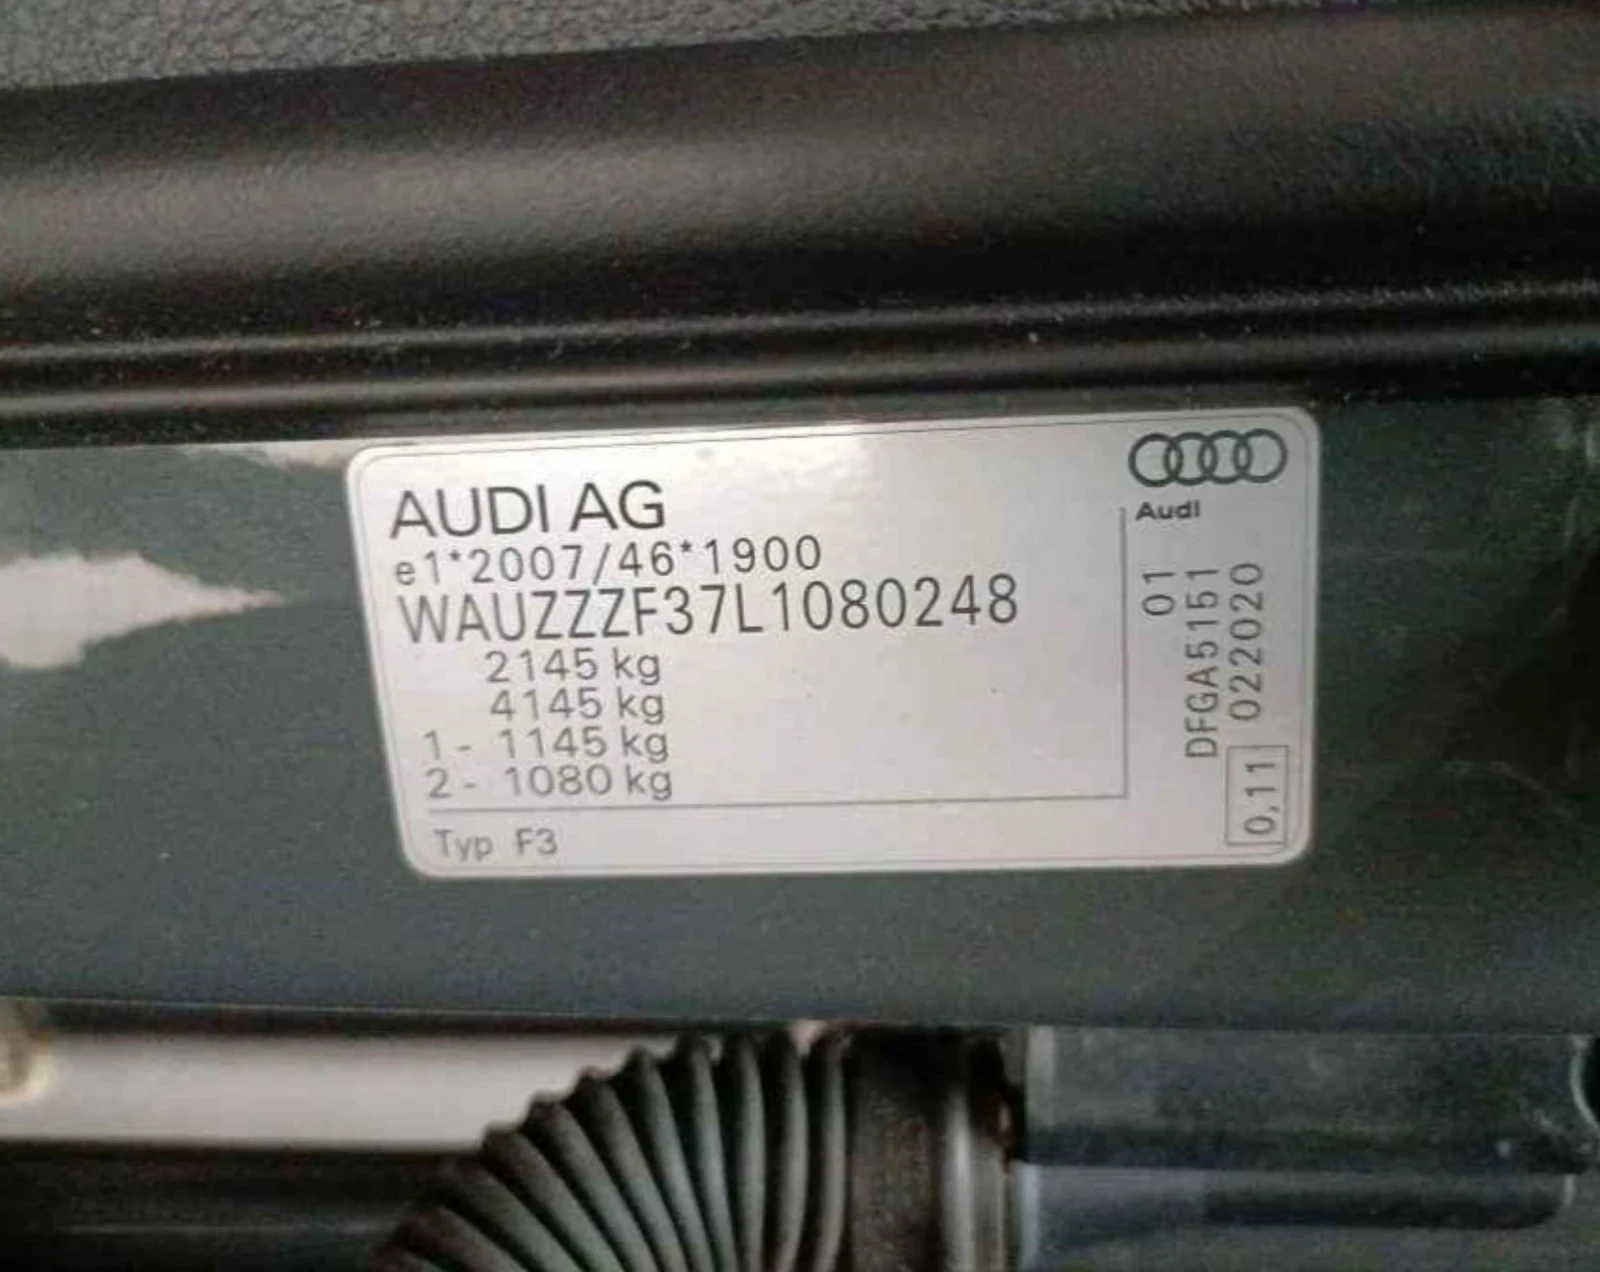 AUDI AG
e1*2007/46*1900
WAUZZZF37L1080248
2145 kg
4145 kg
1 - 1145 kg
2 - 1080 kg
Typ F3
Audi
01
DFGA5151
0,11 022020